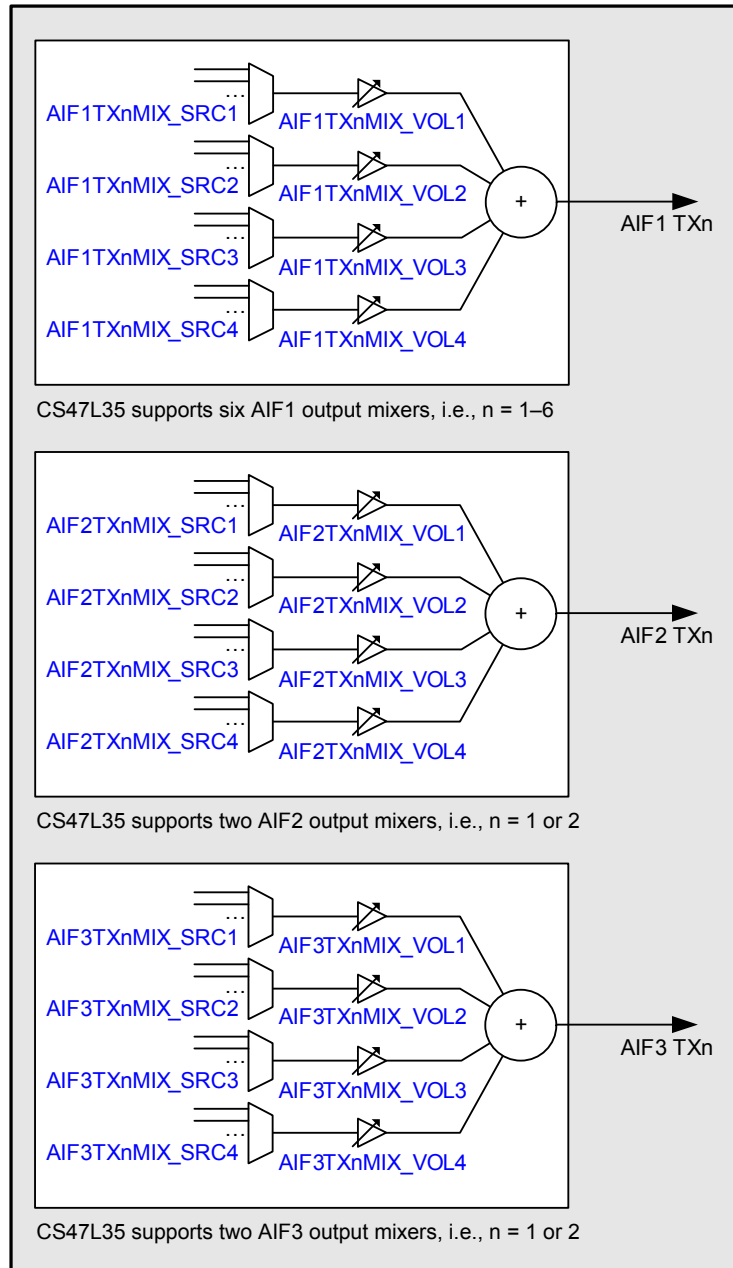 ...
AIF1TXnMIX_SRC1
AIF1TXnMIX_VOL1
...
AIF1TXnMIX_SRC2
AIF1TXnMIX_VOL2
...
AIF1TXnMIX_SRC3
AIF1TXnMIX_VOL3
...
AIF1TXnMIX_SRC4
AIF1TXnMIX_VOL4
+
AIF1 TXn
CS47L35 supports six AIF1 output mixers, i.e., n = 1–6
...
AIF2TXnMIX_SRC1
AIF2TXnMIX_VOL1
...
AIF2TXnMIX_SRC2
AIF2TXnMIX_VOL2
...
AIF2TXnMIX_SRC3
AIF2TXnMIX_VOL3
...
AIF2TXnMIX_SRC4
AIF2TXnMIX_VOL4
+
AIF2 TXn
CS47L35 supports two AIF2 output mixers, i.e., n = 1 or 2
...
AIF3TXnMIX_SRC1
AIF3TXnMIX_VOL1
...
AIF3TXnMIX_SRC2
AIF3TXnMIX_VOL2
...
AIF3TXnMIX_SRC3
AIF3TXnMIX_VOL3
...
AIF3TXnMIX_SRC4
AIF3TXnMIX_VOL4
+
AIF3 TXn
CS47L35 supports two AIF3 output mixers, i.e., n = 1 or 2